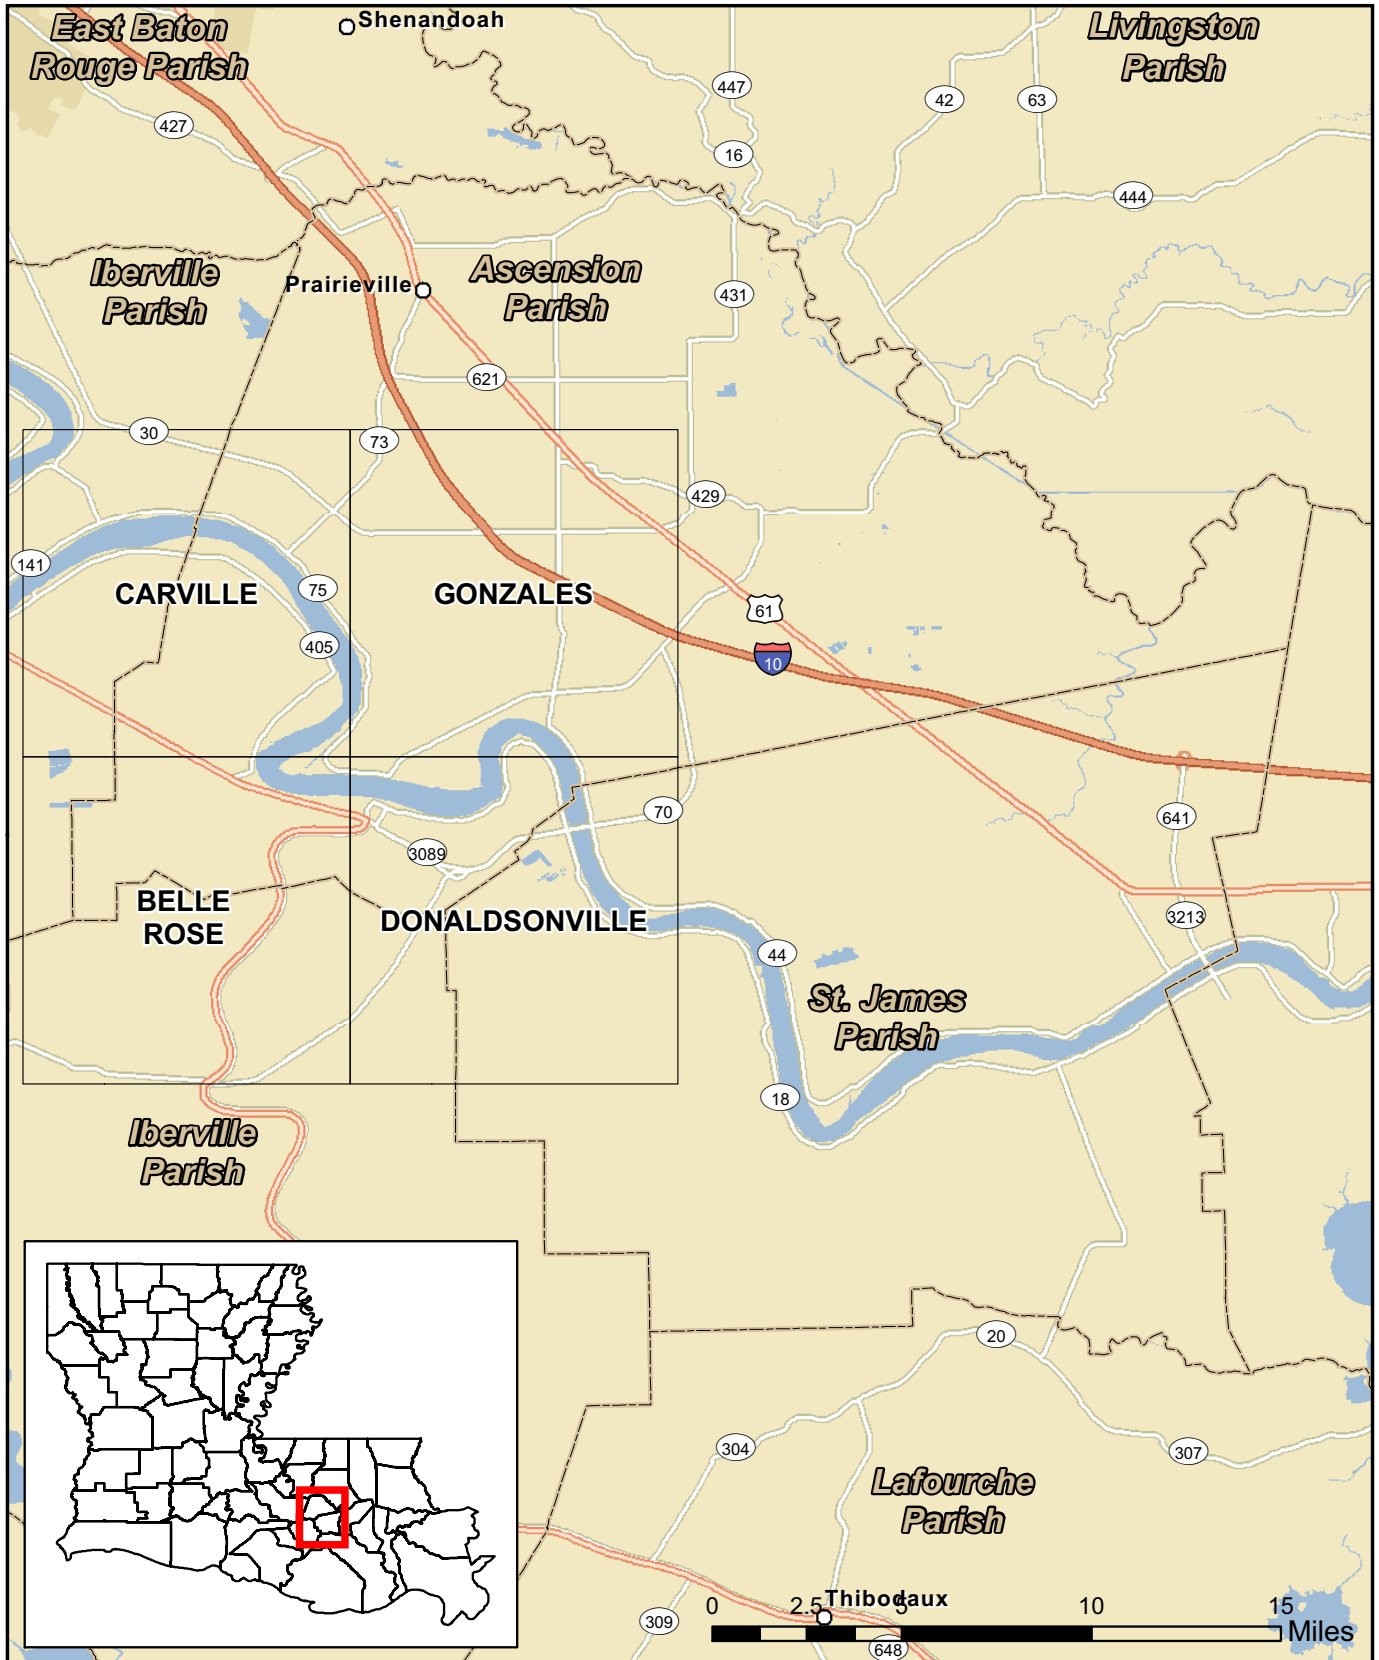 Shenandoah
East Baton
Rouge Parish
Livingston
Parish
447
42
63
427
16
444
Iberville
Parish
Ascension
Parish
Prairieville
431
621
30
73
429
141
CARVILLE
75
GONZALES
61
405
10
70
641
3089
BELLE
ROSE
DONALDSONVILLE
3213
44
St. James
Parish
18
Iberville
Parish
20
304
307
Lafourche
Parish
Thibodaux
0 2.5 5 10 15
Miles
309
648